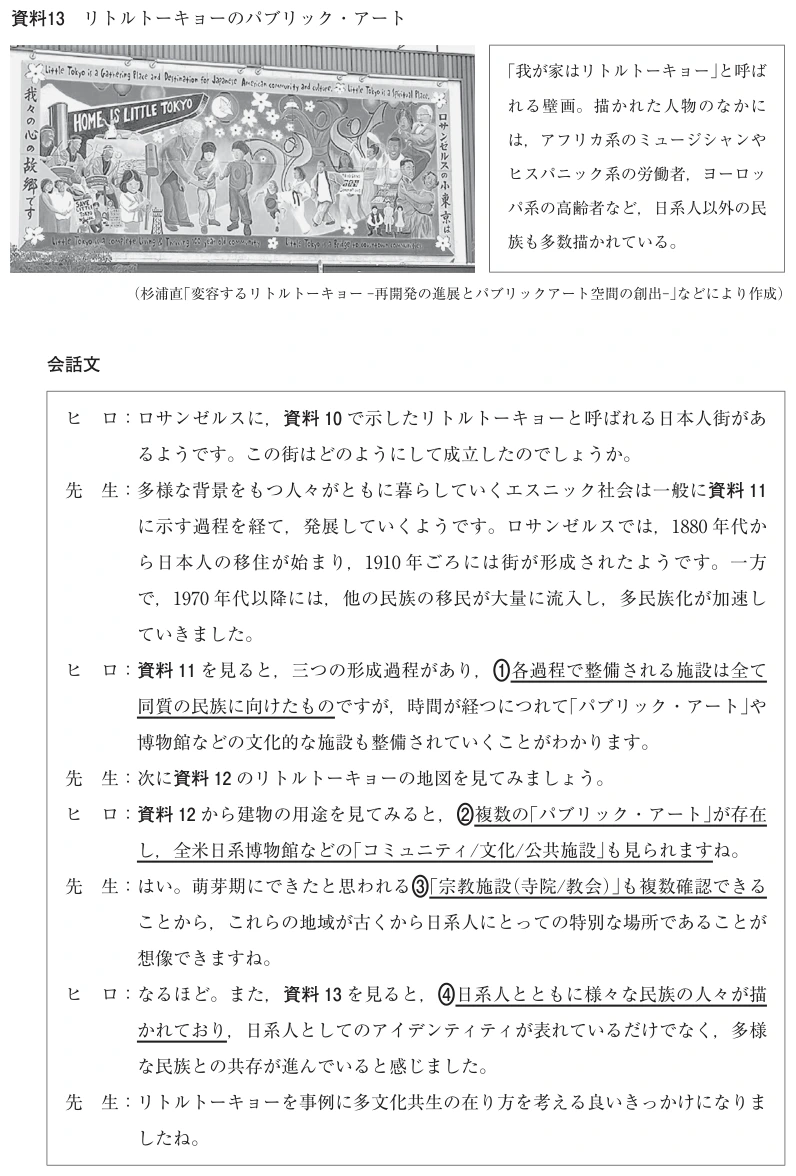 資料13 リトルトーキョーのパブリック・アート
Little Tokyo is a Gathering Place and Destination for Japanese American community and culture. Little Tokyo is a Spiritual Place.
我々の心の故郷です
HOME IS LITTLE TOKYO
ロサンゼルスの小東京は
SAVE LITTLE TOKYO
「我が家はリトルトーキョー」と呼ば
れる壁画。描かれた人物のなかに
は，アフリカ系のミュージシャンや
ヒスパニック系の労働者，ヨーロッ
パ系の高齢者など，日系人以外の民
族も多数描かれている。
（杉浦直「変容するリトルトーキョー −再開発の進展とパブリックアート空間の創出−」などにより作成）
会話文
ヒ ロ：ロサンゼルスに，資料10で示したリトルトーキョーと呼ばれる日本人街があ
るようです。この街はどのようにして成立したのでしょうか。
先 生：多様な背景をもつ人々がともに暮らしていくエスニック社会は一般に資料11
に示す過程を経て，発展していくようです。ロサンゼルスでは，1880年代か
ら日本人の移住が始まり，1910年ごろには街が形成されたようです。一方
で，1970年代以降には，他の民族の移民が大量に流入し，多民族化が加速し
ていきました。
ヒ ロ：資料11を見ると，三つの形成過程があり，①各過程で整備される施設は全て
同質の民族に向けたものですが，時間が経つにつれて「パブリック・アート」や
博物館などの文化的な施設も整備されていくことがわかります。
先 生：次に資料12のリトルトーキョーの地図を見てみましょう。
ヒ ロ：資料12から建物の用途を見てみると，②複数の「パブリック・アート」が存在
し，全米日系博物館などの「コミュニティ/文化/公共施設」も見られますね。
先 生：はい。萌芽期にできたと思われる③「宗教施設(寺院/教会)」も複数確認できる
ことから，これらの地域が古くから日系人にとっての特別な場所であることが
想像できますね。
ヒ ロ：なるほど。また，資料13を見ると，④日系人とともに様々な民族の人々が描
かれており，日系人としてのアイデンティティが表れているだけでなく，多様
な民族との共存が進んでいると感じました。
先 生：リトルトーキョーを事例に多文化共生の在り方を考える良いきっかけになりま
したね。